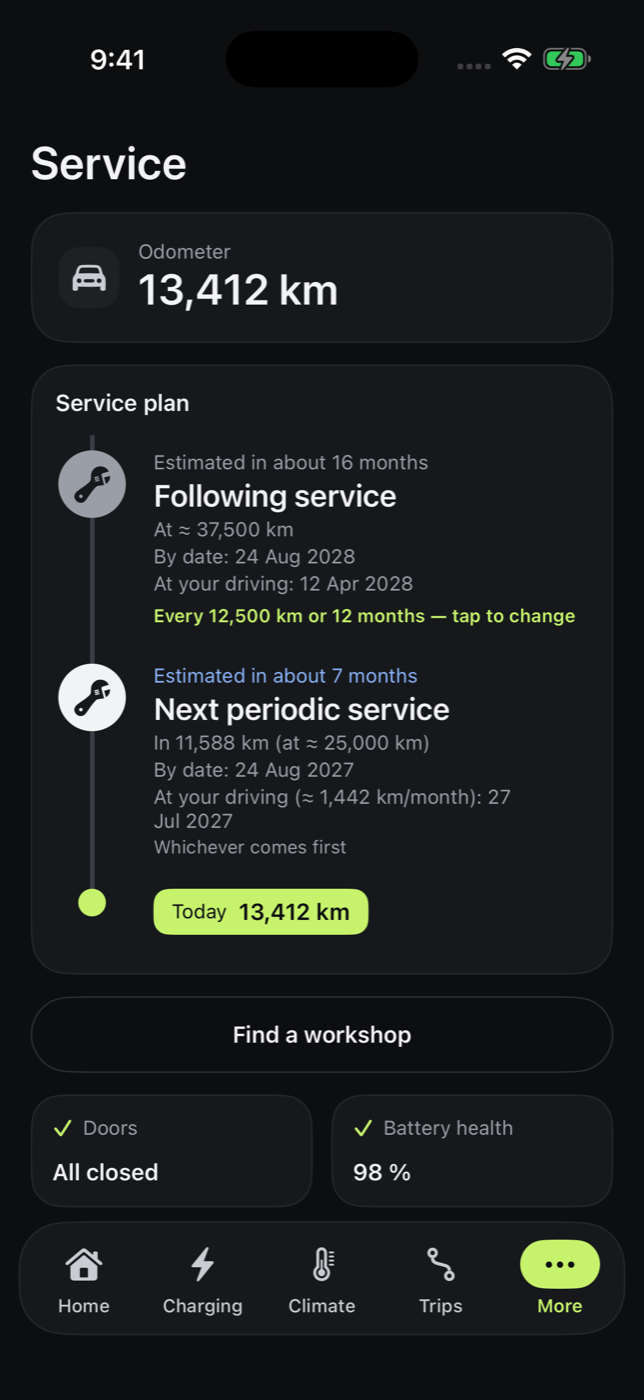 9:41
Service
Odometer
13,412 km
Service plan
Estimated in about 16 months
Following service
At ≈ 37,500 km
By date: 24 Aug 2028
At your driving: 12 Apr 2028
Every 12,500 km or 12 months — tap to change
Estimated in about 7 months
Next periodic service
In 11,588 km (at ≈ 25,000 km)
By date: 24 Aug 2027
At your driving (≈ 1,442 km/month): 27
Jul 2027
Whichever comes first
Today 13,412 km
Find a workshop
Doors
All closed
Battery health
98 %
Home
Charging
Climate
Trips
More